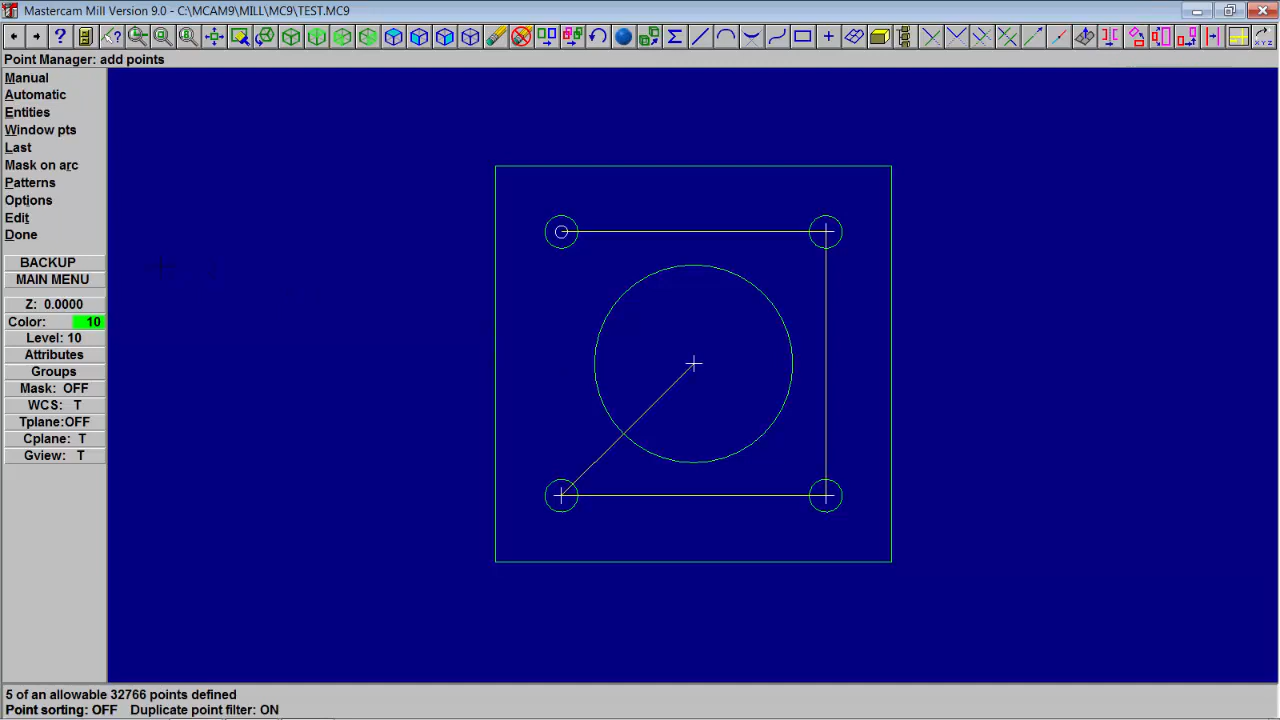 Mastercam Mill Version 9.0 - C:\MCAM9\MILL\MC9\TEST.MC9
Point Manager: add points
Manual
Automatic
Entities
Window pts
Last
Mask on arc
Patterns
Options
Edit
Done
BACKUP
MAIN MENU
Z: 0.0000
Color: 10
Level: 10
Attributes
Groups
Mask: OFF
WCS: T
Tplane:OFF
Cplane: T
Gview: T
5 of an allowable 32766 points defined
Point sorting: OFF Duplicate point filter: ON